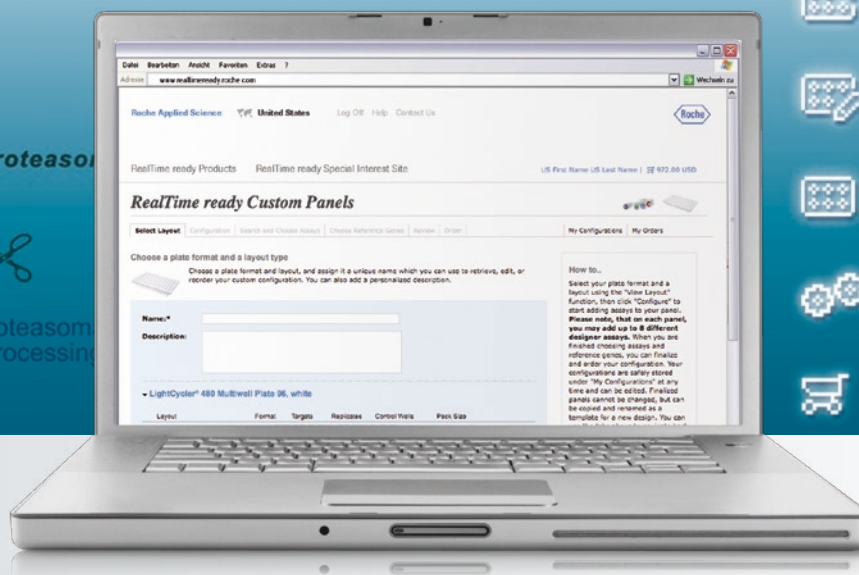 Datei Bearbeiten Ansicht Favoriten Extras ?
Adresse www.realtimeready.roche.com Wechseln zu
Roche Applied Science United States Log Off Help Contact Us
Roche
RealTime ready Products RealTime ready Special Interest Site US First Name US Last Name | 972.00 USD
RealTime ready Custom Panels
Select Layout Configuration Search and Choose Assays Choose Reference Genes Review Order My Configurations My Orders
Choose a plate format and a layout type
Choose a plate format and layout, and assign it a unique name which you can use to retrieve, edit, or
reorder your custom configuration. You can also add a personalized description.
Name:*
Description:
LightCycler® 480 Multiwell Plate 96, white
Layout Format Targets Replicates Control Wells Pack Size
How to..
Select your plate format and a
layout using the "View Layout"
function, then click "Configure" to
start adding assays to your panel.
Please note, that on each panel,
you may add up to 8 different
designer assays. When you are
finished choosing assays and
reference genes, you can finalize
and order your configuration. Your
configurations are safely stored
under "My Configurations" at any
time and can be edited. Finalized
panels cannot be changed, but can
be copied and renamed as a
template for a new design. You can
roteaso
oteasom
rocessing